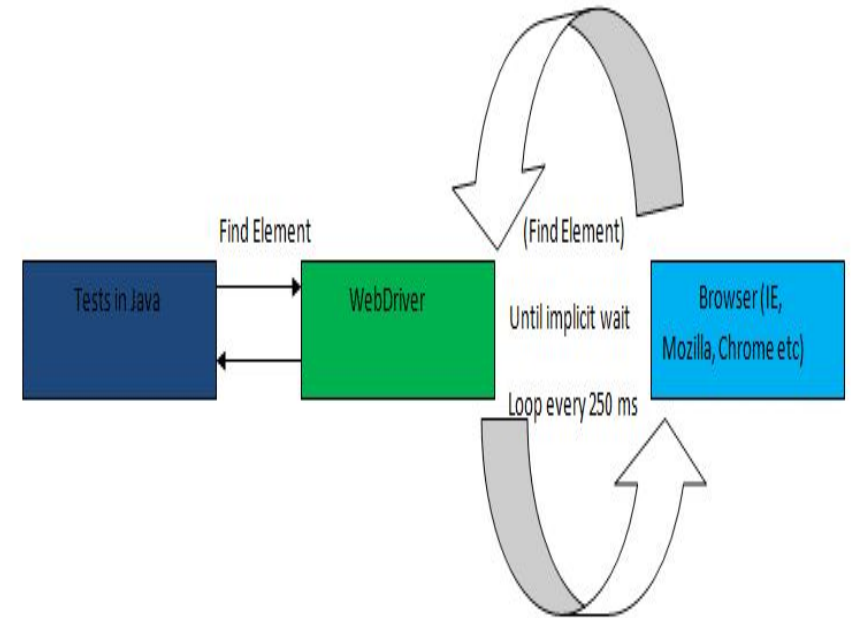 Find Element
(Find Element)
Tests in Java
WebDriver
Until implicit wait
Loop every 250 ms
Browser (IE,
Mozilla, Chrome etc)